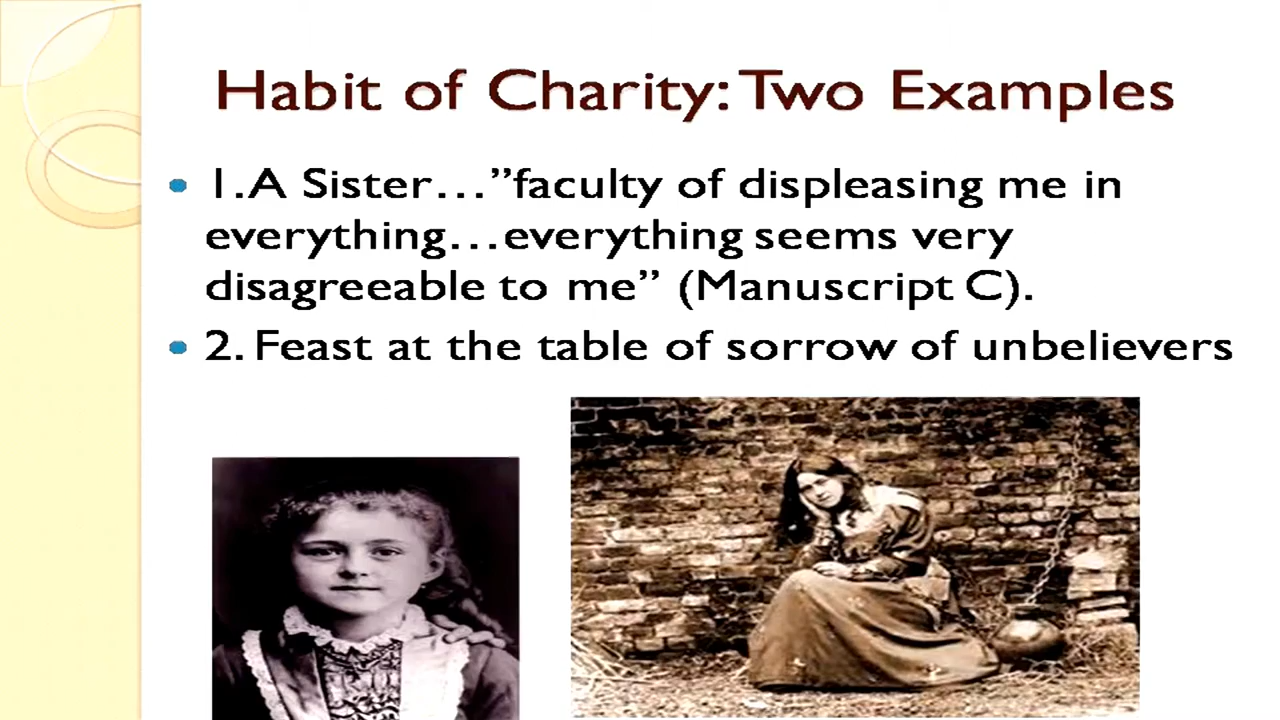 Habit of Charity: Two Examples
1. A Sister…”faculty of displeasing me in
everything…everything seems very
disagreeable to me” (Manuscript C).
2. Feast at the table of sorrow of unbelievers